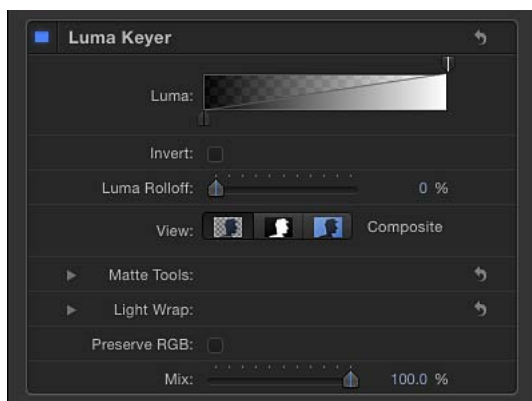 Luma Keyer
Luma:
Invert:
Luma Rolloff: 0 %
View: Composite
Matte Tools:
Light Wrap:
Preserve RGB:
Mix: 100.0 %